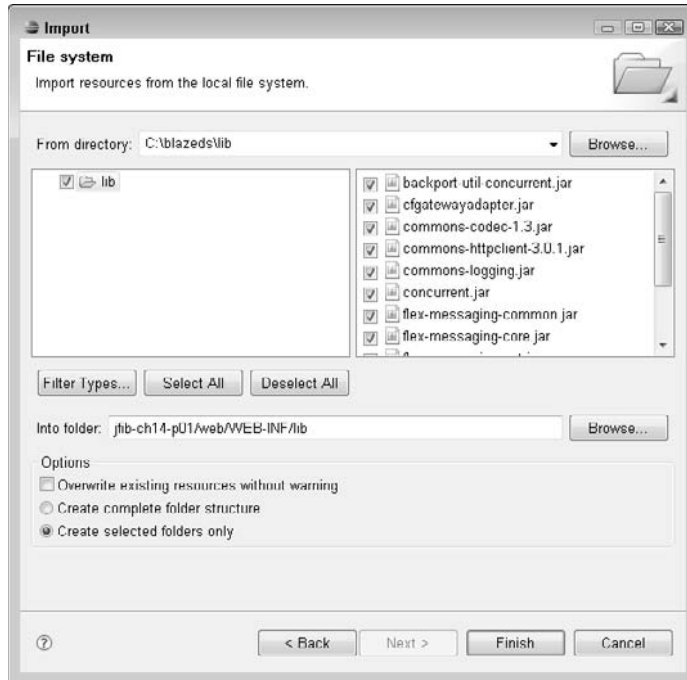 Import
File system
Import resources from the local file system.
From directory: C:\blazeds\lib Browse...
lib
backport-util-concurrent.jar
cfgatewayadapter.jar
commons-codec-1.3.jar
commons-httpclient-3.0.1.jar
commons-logging.jar
concurrent.jar
flex-messaging-common.jar
flex-messaging-core.jar
Filter Types... Select All Deselect All
Into folder: jfib-ch14-p01/web/WEB-INF/lib Browse...
Options
Overwrite existing resources without warning
Create complete folder structure
Create selected folders only
? < Back Next > Finish Cancel